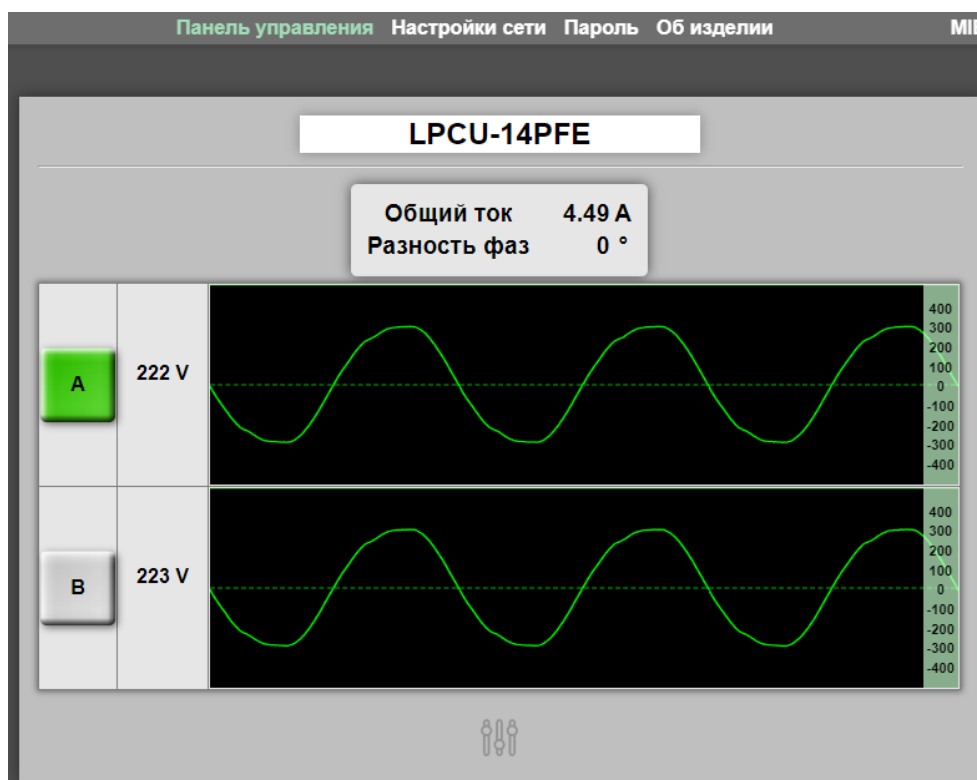 Панель управления Настройки сети Пароль Об изделии
LPCU-14PFE
Общий ток 4.49 A
Разность фаз 0 °
A
222 V
400
300
200
100
0
-100
-200
-300
-400
B
223 V
400
300
200
100
0
-100
-200
-300
-400